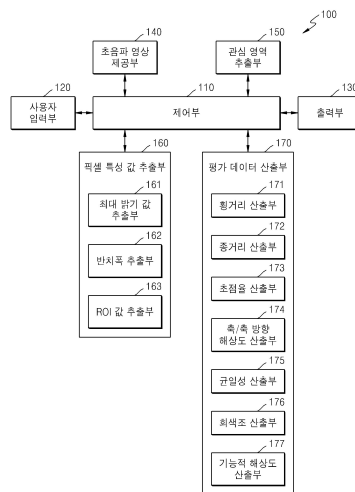 100
140
초음파 영상
제공부
150
관심 영역
추출부
120
사용자
입력부
110
제어부
130
출력부
160
픽셀 특성 값 추출부
161
최대 밝기 값
추출부
162
반치폭 추출부
163
ROI 값 추출부
170
평가 데이터 산출부
171
횡거리 산출부
172
종거리 산출부
173
초점율 산출부
174
축/측 방향
해상도 산출부
175
균일성 산출부
176
회색조 산출부
177
기능적 해상도
산출부